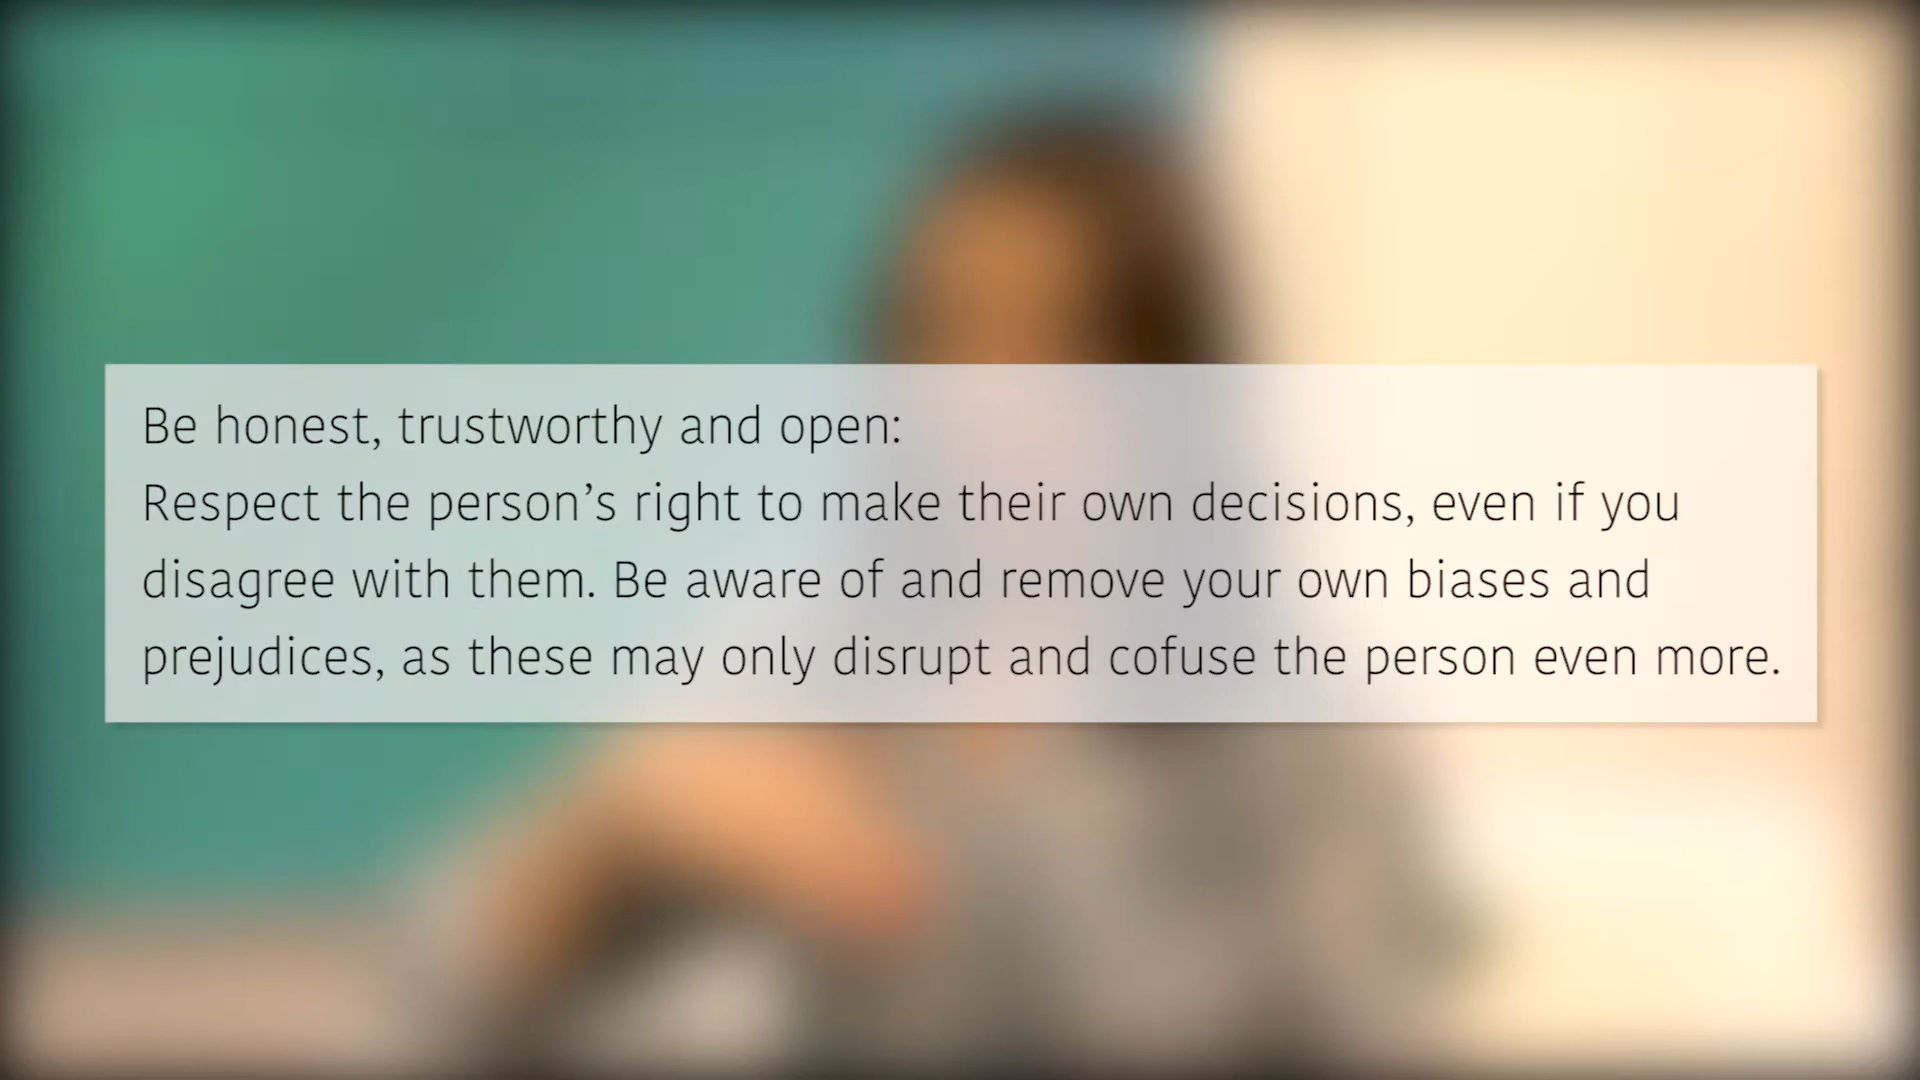 Be honest, trustworthy and open:
Respect the person’s right to make their own decisions, even if you
disagree with them. Be aware of and remove your own biases and
prejudices, as these may only disrupt and cofuse the person even more.